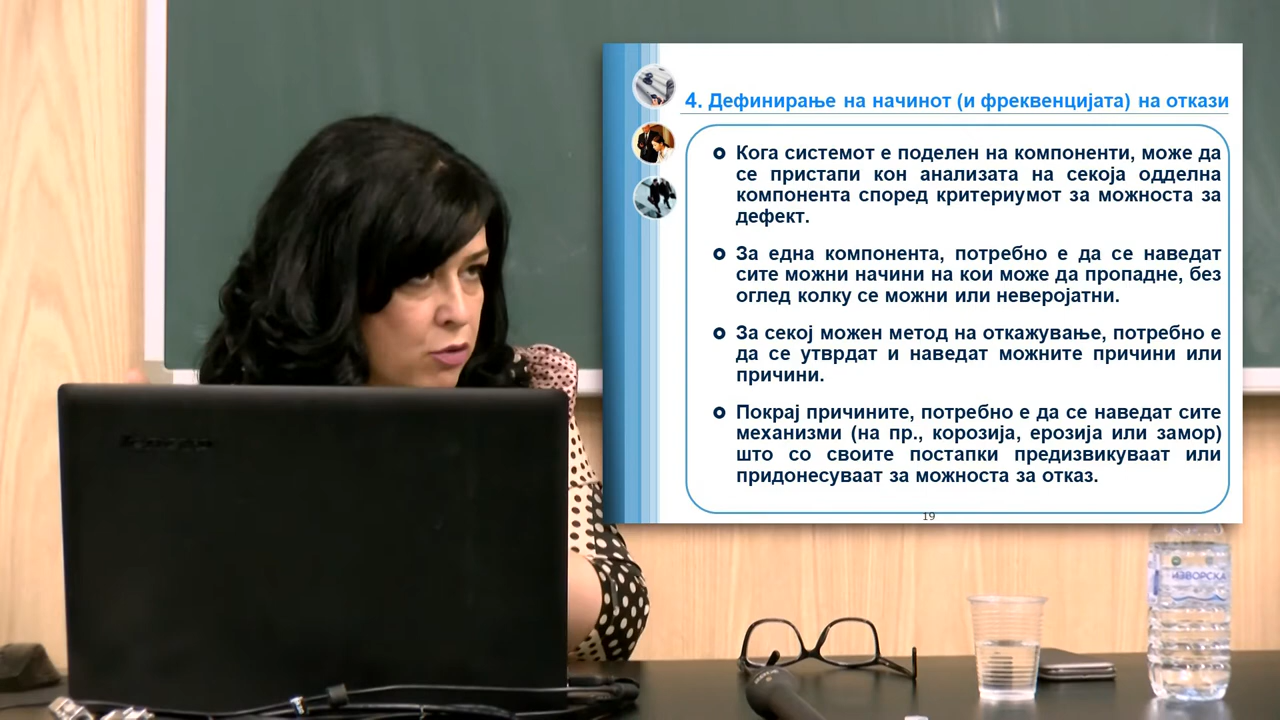 4. Дефинирање на начинот (и фреквенцијата) на откази
Кога системот е поделен на компоненти, може да
се пристапи кон анализата на секоја одделна
компонента според критериумот за можноста за
дефект.
За една компонента, потребно е да се наведат
сите можни начини на кои може да пропадне, без
оглед колку се можни или неверојатни.
За секој можен метод на откажување, потребно е
да се утврдат и наведат можните причини или
причини.
Покрај причините, потребно е да се наведат сите
механизми (на пр., корозија, ерозија или замор)
што со своите постапки предизвикуваат или
придонесуваат за можноста за отказ.
19
ИЗВОРСКА